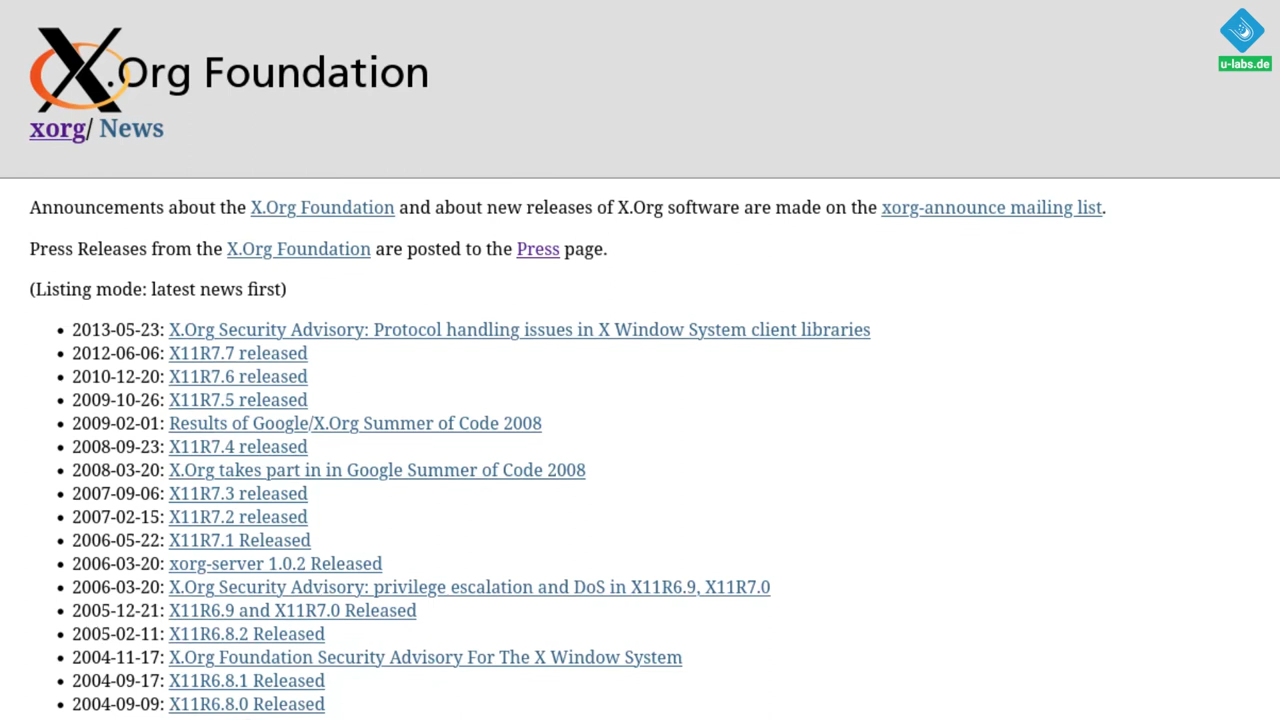 X.Org Foundation
u-labs.de
xorg/ News
Announcements about the X.Org Foundation and about new releases of X.Org software are made on the xorg-announce mailing list.
Press Releases from the X.Org Foundation are posted to the Press page.
(Listing mode: latest news first)
• 2013-05-23: X.Org Security Advisory: Protocol handling issues in X Window System client libraries
• 2012-06-06: X11R7.7 released
• 2010-12-20: X11R7.6 released
• 2009-10-26: X11R7.5 released
• 2009-02-01: Results of Google/X.Org Summer of Code 2008
• 2008-09-23: X11R7.4 released
• 2008-03-20: X.Org takes part in in Google Summer of Code 2008
• 2007-09-06: X11R7.3 released
• 2007-02-15: X11R7.2 released
• 2006-05-22: X11R7.1 Released
• 2006-03-20: xorg-server 1.0.2 Released
• 2006-03-20: X.Org Security Advisory: privilege escalation and DoS in X11R6.9, X11R7.0
• 2005-12-21: X11R6.9 and X11R7.0 Released
• 2005-02-11: X11R6.8.2 Released
• 2004-11-17: X.Org Foundation Security Advisory For The X Window System
• 2004-09-17: X11R6.8.1 Released
• 2004-09-09: X11R6.8.0 Released